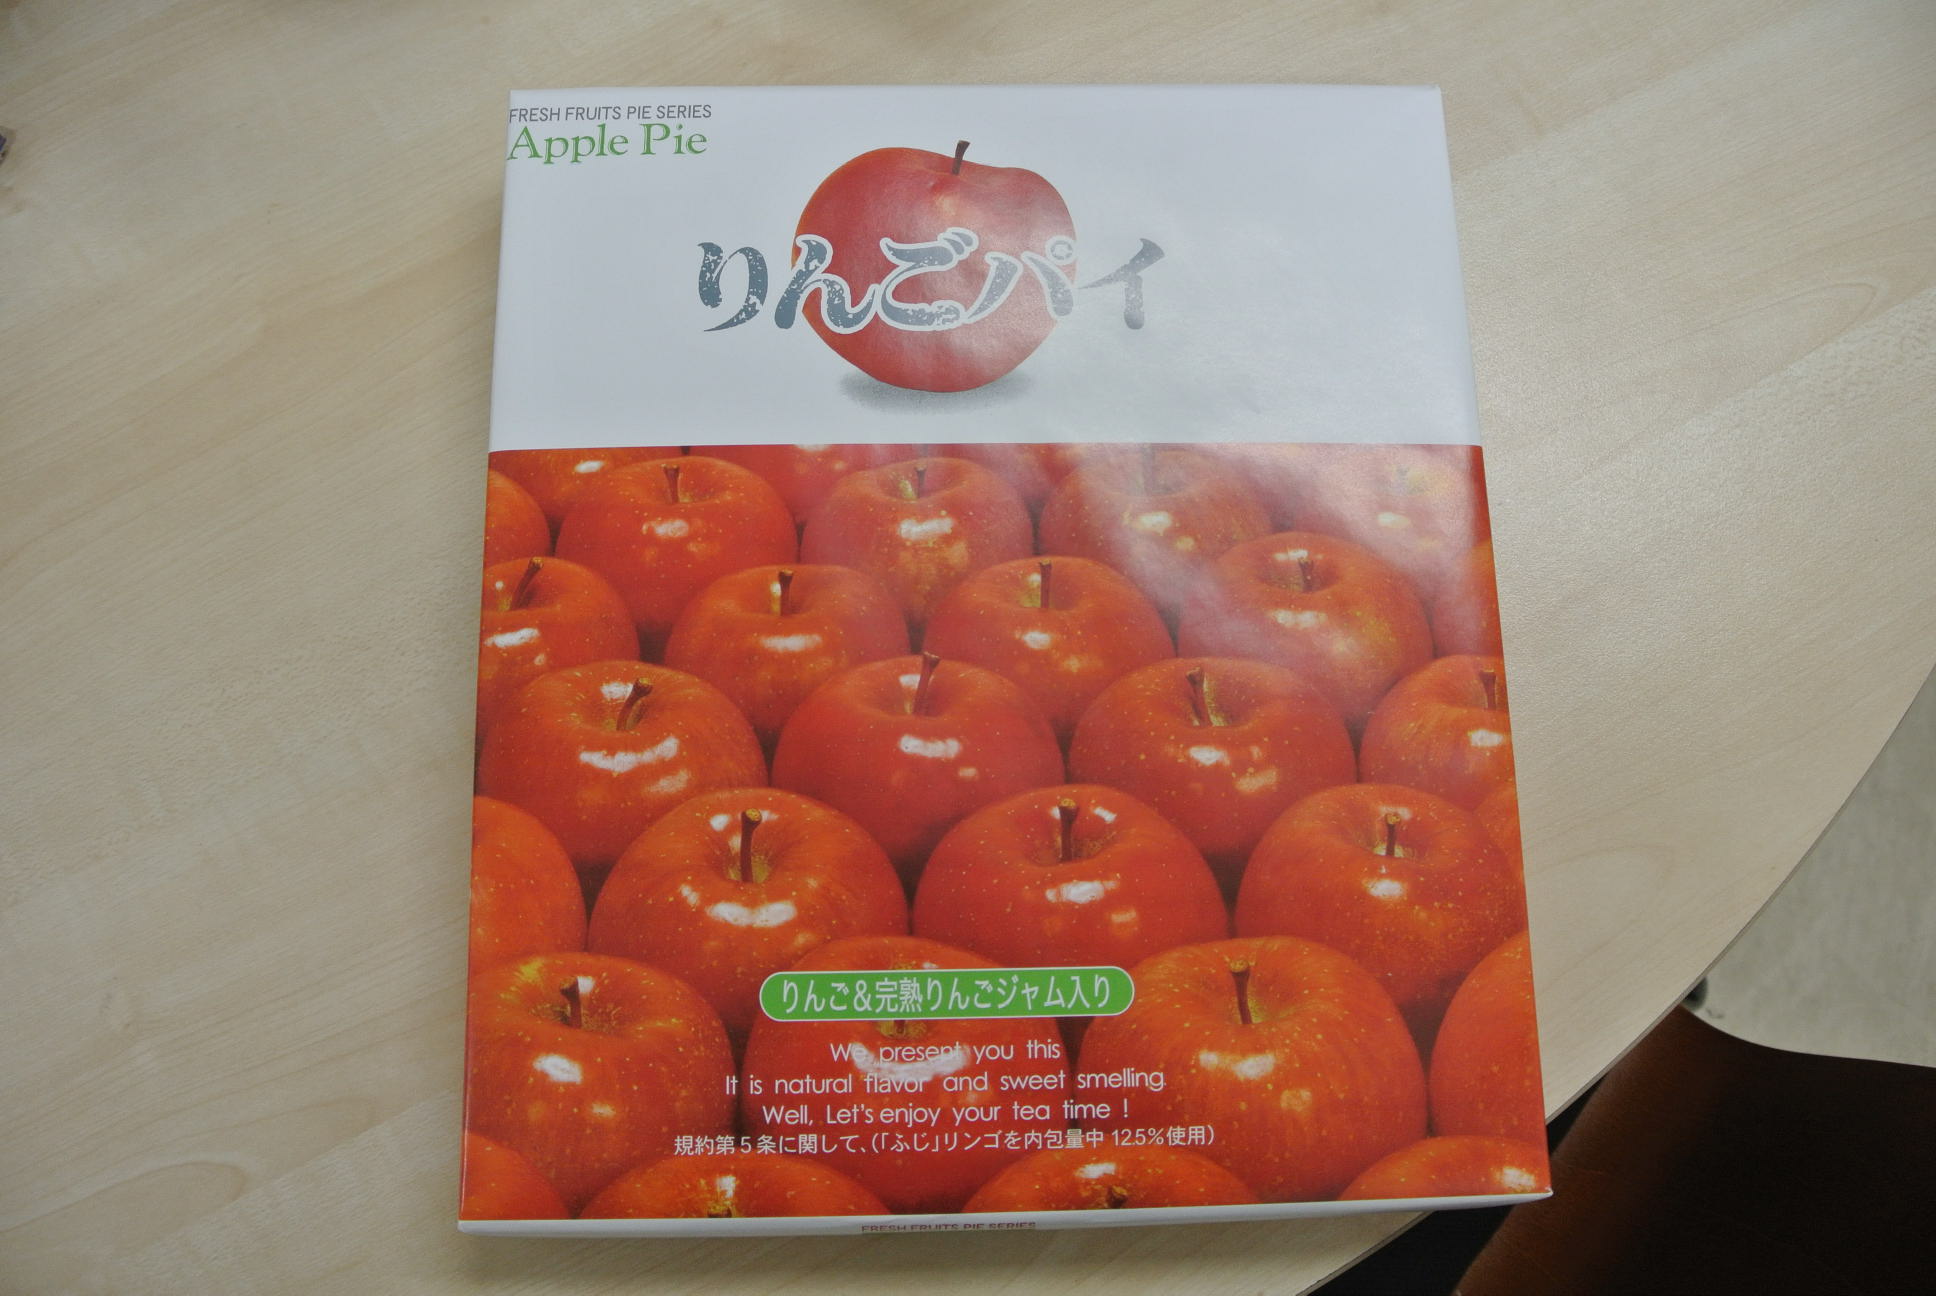 FRESH FRUITS PIE SERIES
Apple Pie
りんごパイ
りんご&完熟りんごジャム入り
We present you this
It is natural flavor and sweet smelling.
Well, Let's enjoy your tea time !
規約第5条に関して、(「ふじ」リンゴを内包量中 12.5%使用)
FRESH FRUITS PIE SERIES